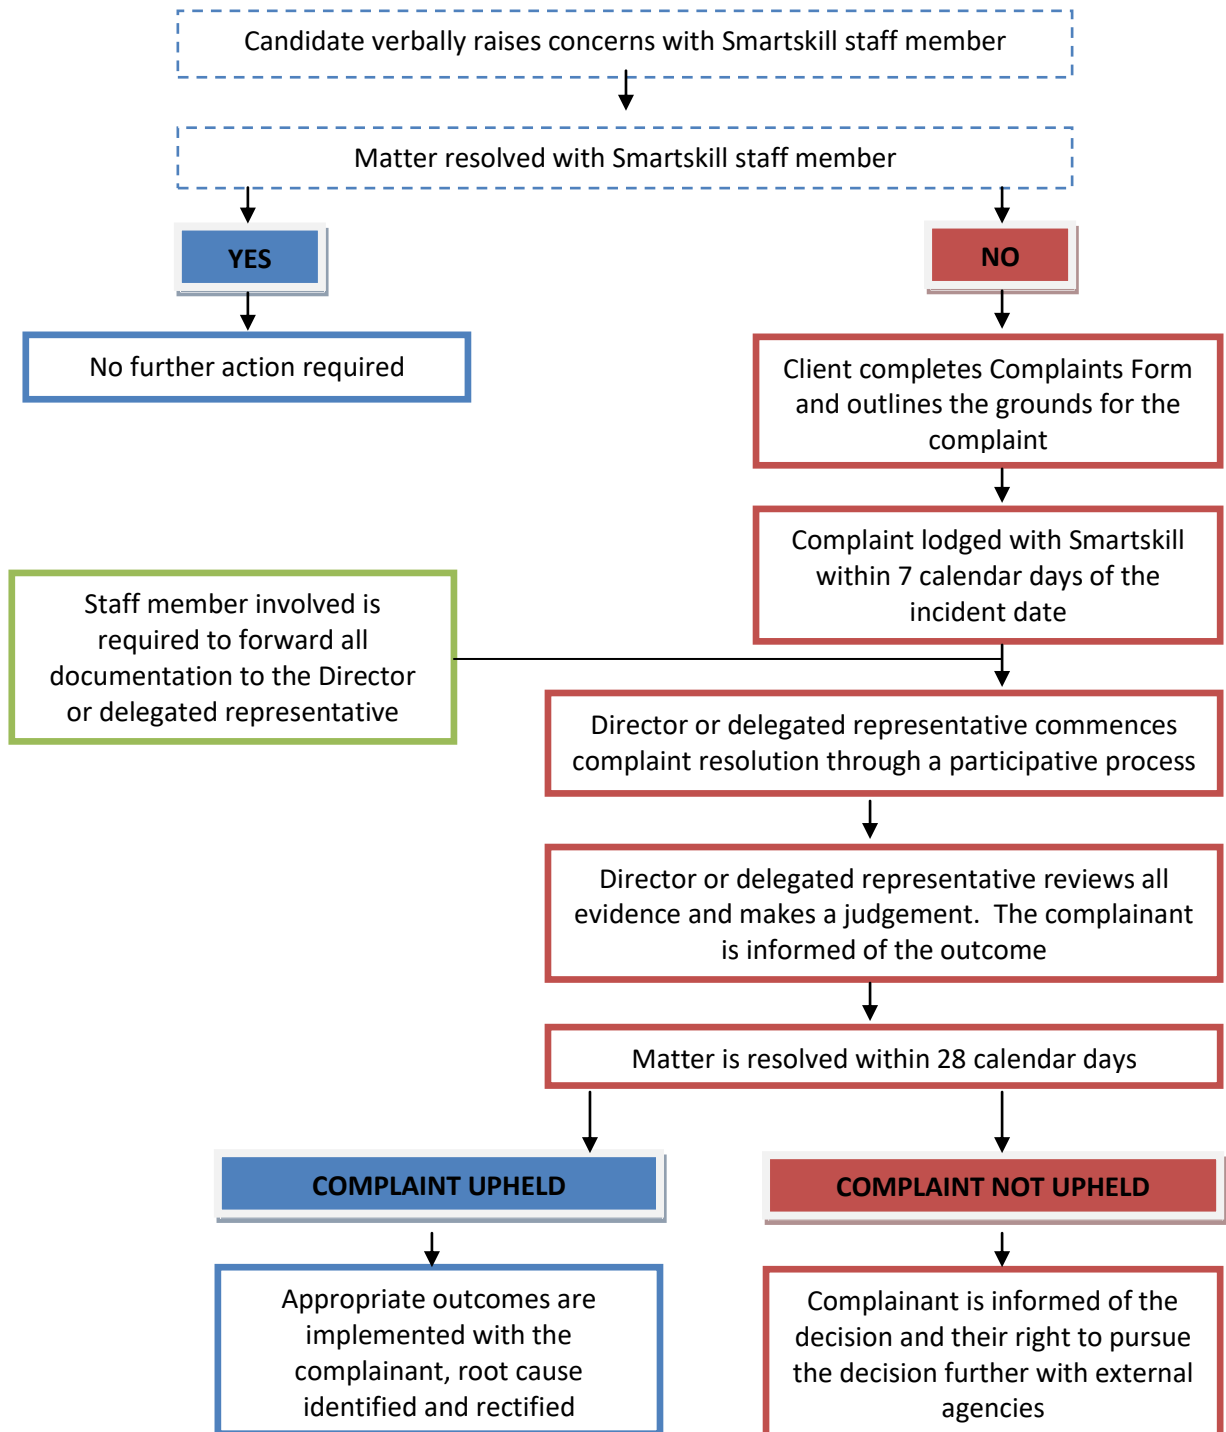 Candidate verbally raises concerns with Smartskill staff member
Matter resolved with Smartskill staff member
YES
NO
No further action required
Client completes Complaints Form
and outlines the grounds for the
complaint
Complaint lodged with Smartskill
within 7 calendar days of the
incident date
Staff member involved is
required to forward all
documentation to the Director
or delegated representative
Director or delegated representative commences
complaint resolution through a participative process
Director or delegated representative reviews all
evidence and makes a judgement.  The complainant
is informed of the outcome
Matter is resolved within 28 calendar days
COMPLAINT UPHELD
COMPLAINT NOT UPHELD
Appropriate outcomes are
implemented with the
complainant, root cause
identified and rectified
Complainant is informed of the
decision and their right to pursue
the decision further with external
agencies